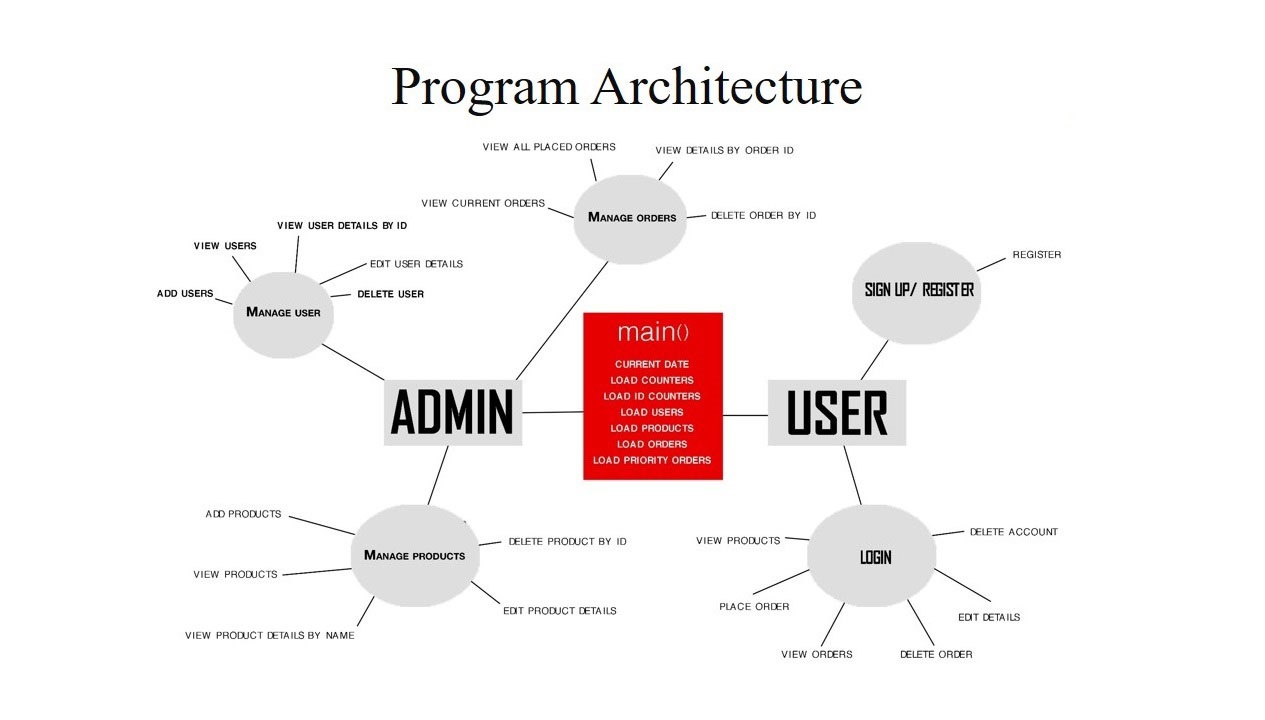 Program Architecture
VIEW ALL PLACED ORDERS
VIEW DETAILS BY ORDER ID
VIEW CURRENT ORDERS
MANAGE ORDERS
DELETE ORDER BY ID
VIEW USER DETAILS BY ID
VIEW USERS
EDIT USER DETAILS
ADD USERS
DELETE USER
MANAGE USER
REGISTER
SIGN UP/ REGISTER
main()
CURRENT DATE
LOAD COUNTERS
LOAD ID COUNTERS
LOAD USERS
LOAD PRODUCTS
LOAD ORDERS
LOAD PRIORITY ORDERS
ADMIN
USER
ADD PRODUCTS
DELETE PRODUCT BY ID
MANAGE PRODUCTS
VIEW PRODUCTS
EDIT PRODUCT DETAILS
VIEW PRODUCT DETAILS BY NAME
DELETE ACCOUNT
VIEW PRODUCTS
LOGIN
PLACE ORDER
EDIT DETAILS
VIEW ORDERS
DELETE ORDER